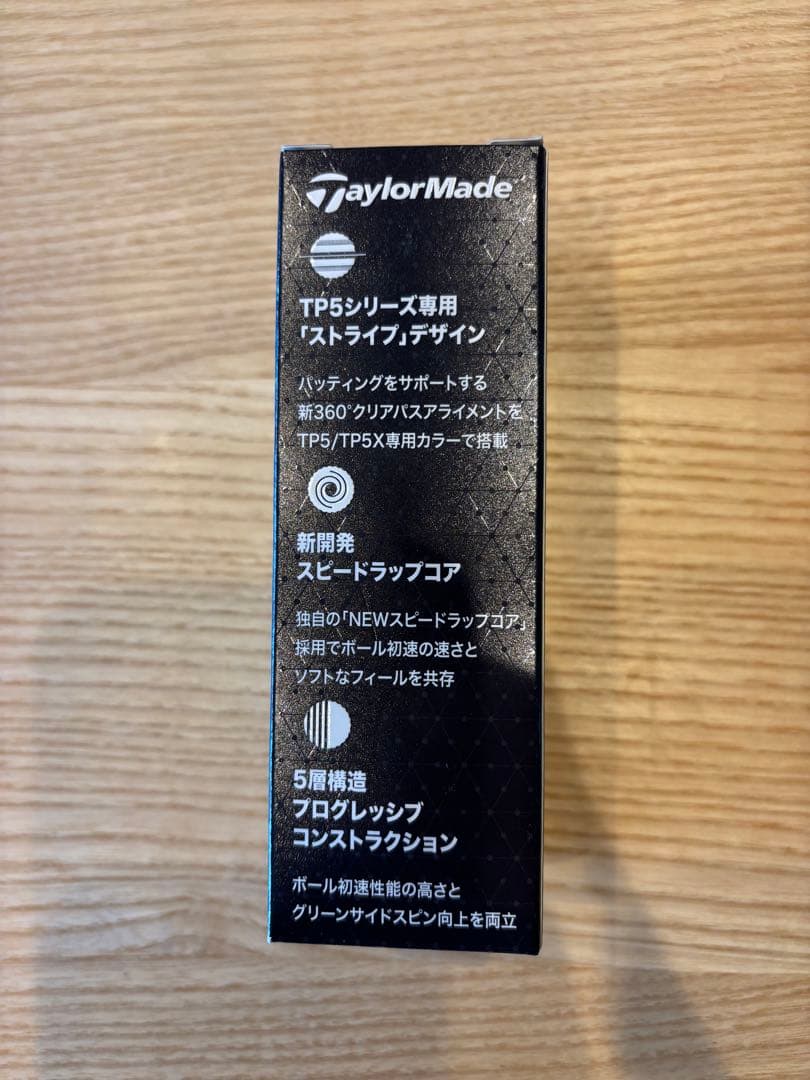 TaylorMade
TP5シリーズ専用
「ストライプ」デザイン
パッティングをサポートする
新360°クリアパスアライメントを
TP5/TP5X専用カラーで搭載
新開発
スピードラップコア
独自の「NEWスピードラップコア」
採用でボール初速の速さと
ソフトなフィールを共存
5層構造
プログレッシブ
コンストラクション
ボール初速性能の高さと
グリーンサイドスピン向上を両立